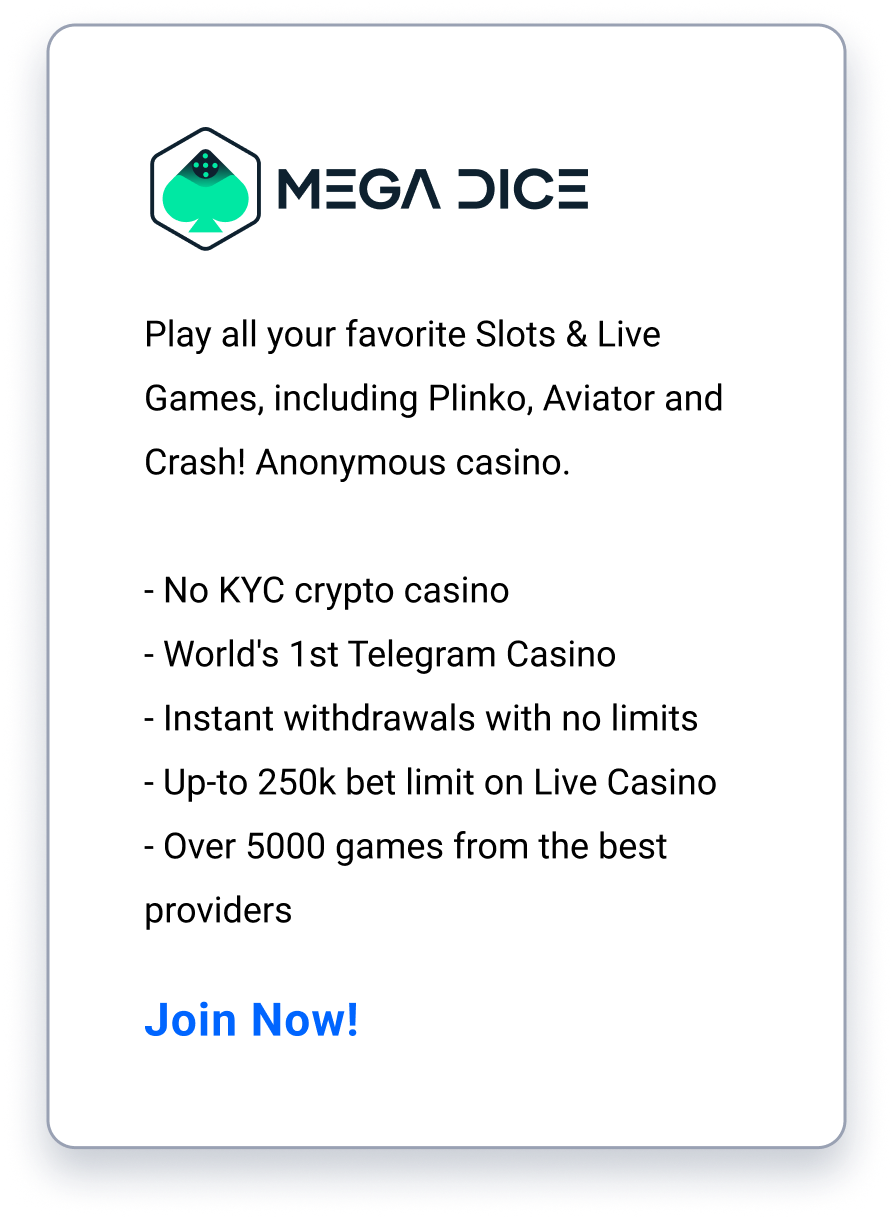 MEGA DICE
Play all your favorite Slots & Live
Games, including Plinko, Aviator and
Crash! Anonymous casino.
- No KYC crypto casino
- World's 1st Telegram Casino
- Instant withdrawals with no limits
- Up-to 250k bet limit on Live Casino
- Over 5000 games from the best
providers
Join Now!